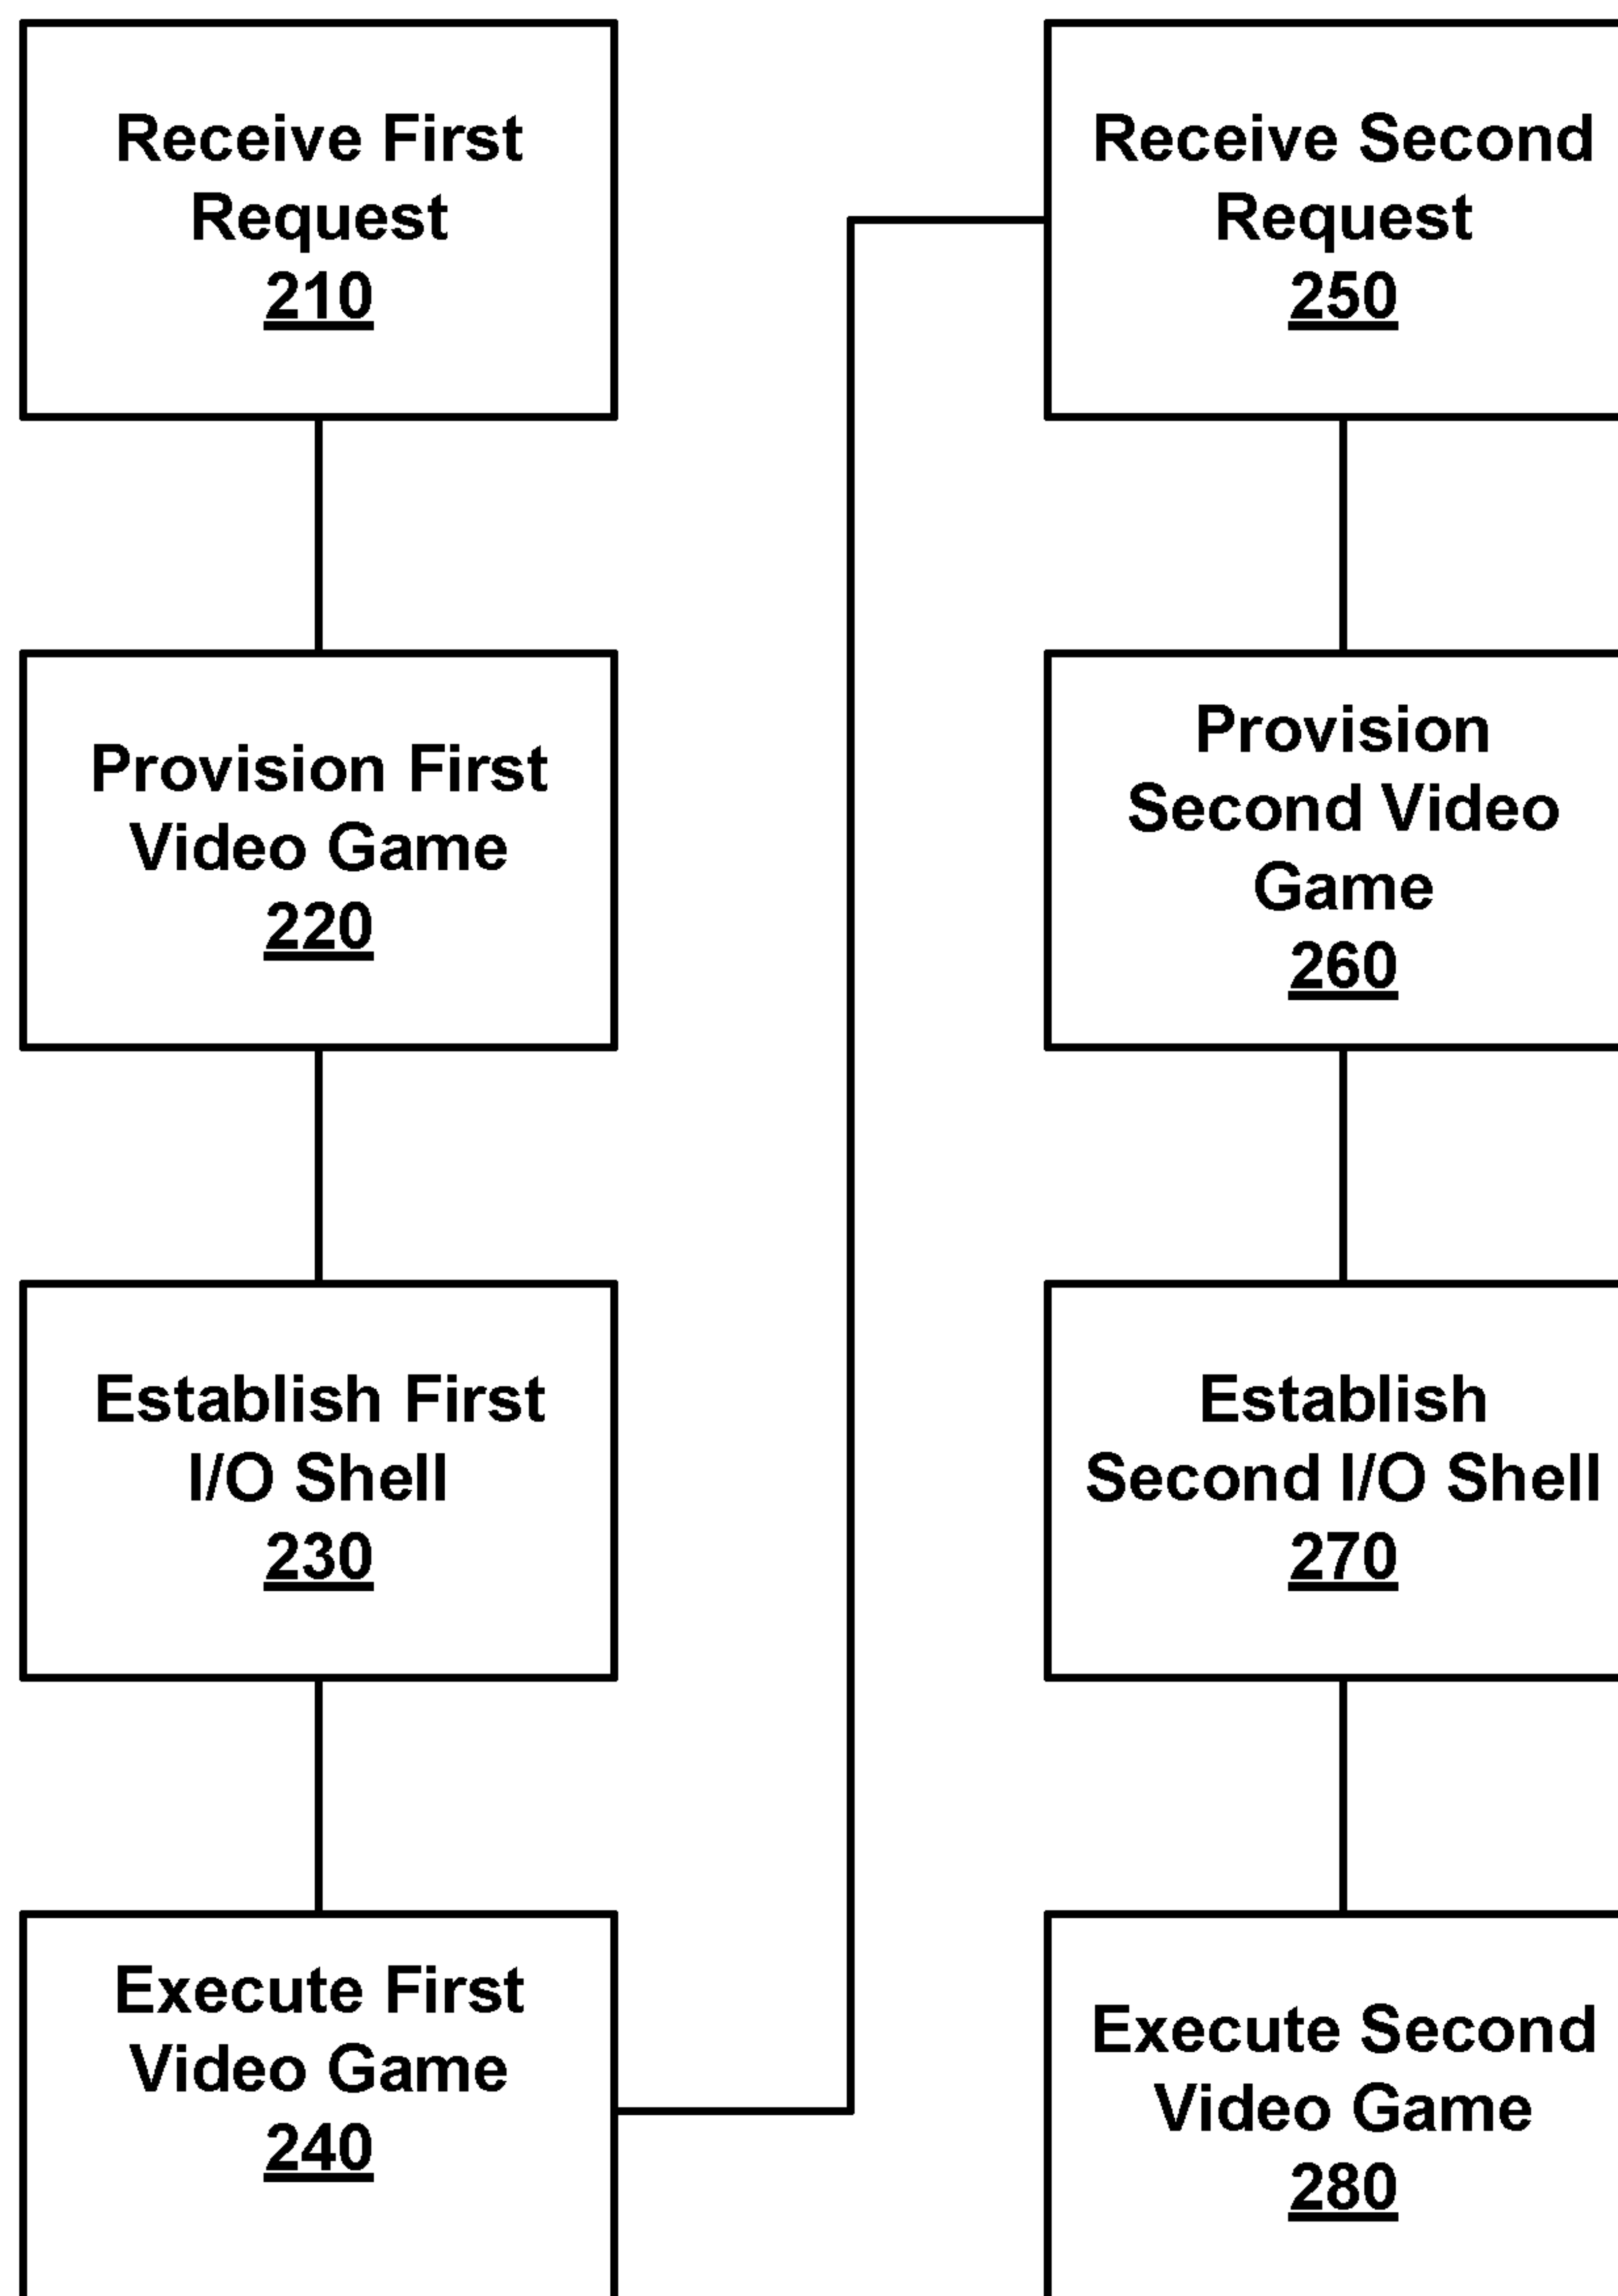 Receive First
Request
210
Provision First
Video Game
220
Establish First
I/O Shell
230
Execute First
Video Game
240
Receive Second
Request
250
Provision
Second Video
Game
260
Establish
Second I/O Shell
270
Execute Second
Video Game
280